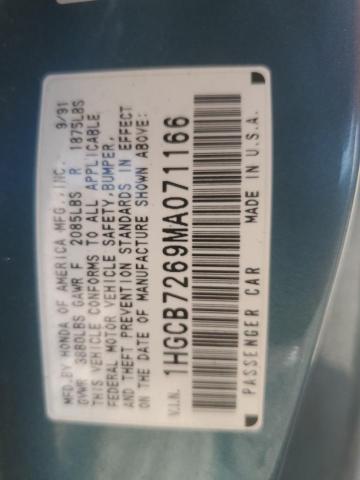 MFD.BY HONDA OF AMERICA MFG.,INC. 9/91
GVWR 3880LBS GAWR F 2085LBS R 1875LBS
THIS VEHICLE CONFORMS TO ALL APPLICABLE
FEDERAL MOTOR VEHICLE SAFETY,BUMPER,
AND THEFT PREVENTION STANDARDS IN EFFECT
ON THE DATE OF MANUFACTURE SHOWN ABOVE:
V.I.N. 1HGCB7269MA071166
PASSENGER CAR MADE IN U.S.A.